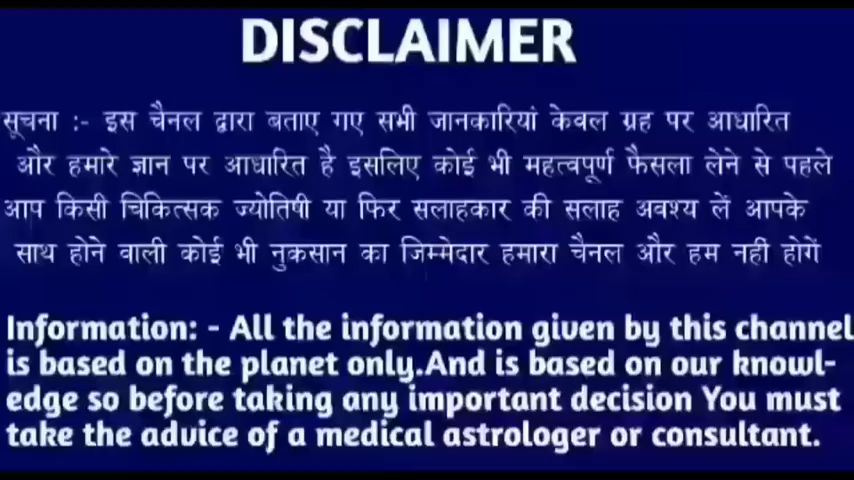 DISCLAIMER
सूचना :- इस चैनल द्वारा बताए गए सभी जानकारियां केवल ग्रह पर आधारित
और हमारे ज्ञान पर आधारित है इसलिए कोई भी महत्वपूर्ण फैसला लेने से पहले
आप किसी चिकित्सक ज्योतिषी या फिर सलाहकार की सलाह अवश्य लें आपके
साथ होने वाली कोई भी नुकसान का जिम्मेदार हमारा चैनल और हम नहीं होगें
Information: - All the information given by this channel
is based on the planet only.And is based on our knowl-
edge so before taking any important decision You must
take the advice of a medical astrologer or consultant.